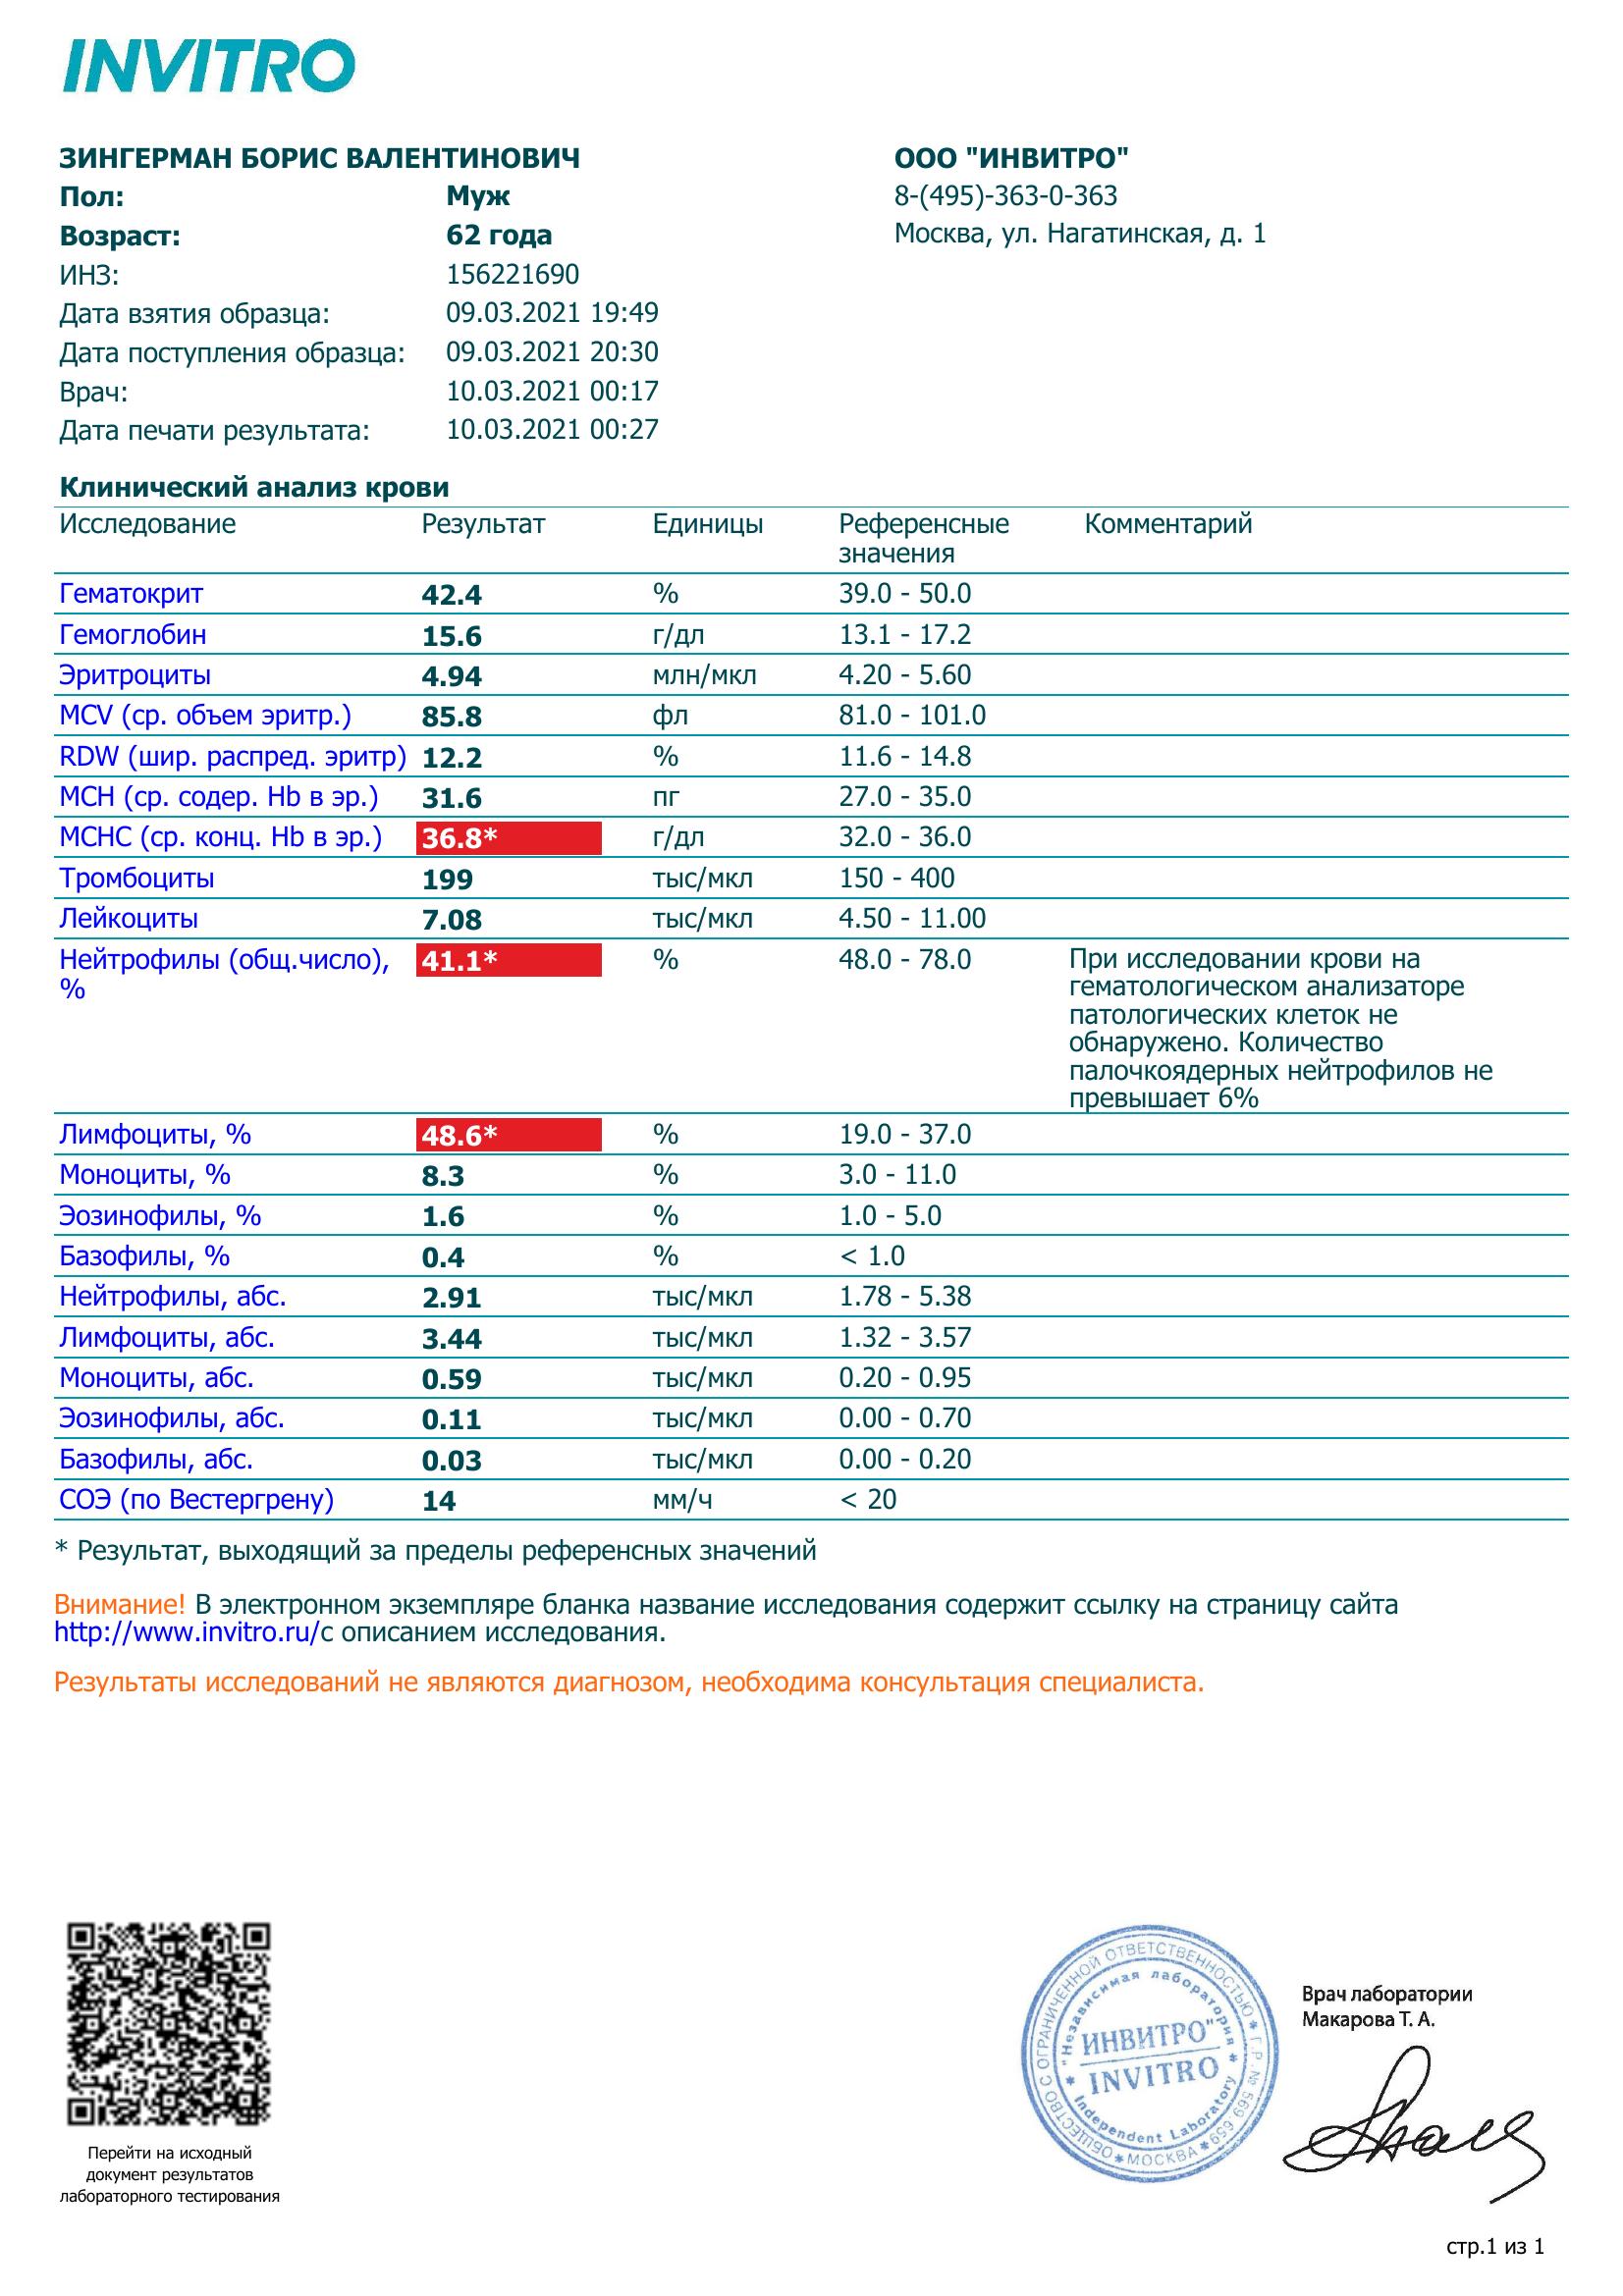 INVITRO
ЗИНГЕРМАН БОРИС ВАЛЕНТИНОВИЧ
Пол: Муж
Возраст: 62 года
ИНЗ: 156221690
Дата взятия образца: 09.03.2021 19:49
Дата поступления образца: 09.03.2021 20:30
Врач: 10.03.2021 00:17
Дата печати результата: 10.03.2021 00:27
ООО "ИНВИТРО"
8-(495)-363-0-363
Москва, ул. Нагатинская, д. 1
Клинический анализ крови
Исследование Результат Единицы Референсные значения Комментарий
Гематокрит 42.4 % 39.0 - 50.0
Гемоглобин 15.6 г/дл 13.1 - 17.2
Эритроциты 4.94 млн/мкл 4.20 - 5.60
MCV (ср. объем эритр.) 85.8 фл 81.0 - 101.0
RDW (шир. распред. эритр) 12.2 % 11.6 - 14.8
MCH (ср. содер. Hb в эр.) 31.6 пг 27.0 - 35.0
MCHC (ср. конц. Hb в эр.) 36.8* г/дл 32.0 - 36.0
Тромбоциты 199 тыс/мкл 150 - 400
Лейкоциты 7.08 тыс/мкл 4.50 - 11.00
Нейтрофилы (общ.число), % 41.1* % 48.0 - 78.0
При исследовании крови на
гематологическом анализаторе
патологических клеток не
обнаружено. Количество
палочкоядерных нейтрофилов не
превышает 6%
Лимфоциты, % 48.6* % 19.0 - 37.0
Моноциты, % 8.3 % 3.0 - 11.0
Эозинофилы, % 1.6 % 1.0 - 5.0
Базофилы, % 0.4 % < 1.0
Нейтрофилы, абс. 2.91 тыс/мкл 1.78 - 5.38
Лимфоциты, абс. 3.44 тыс/мкл 1.32 - 3.57
Моноциты, абс. 0.59 тыс/мкл 0.20 - 0.95
Эозинофилы, абс. 0.11 тыс/мкл 0.00 - 0.70
Базофилы, абс. 0.03 тыс/мкл 0.00 - 0.20
СОЭ (по Вестергрену) 14 мм/ч < 20
* Результат, выходящий за пределы референсных значений
Внимание! В электронном экземпляре бланка название исследования содержит ссылку на страницу сайта
http://www.invitro.ru/с описанием исследования.
Результаты исследований не являются диагнозом, необходима консультация специалиста.
Перейти на исходный
документ результатов
лабораторного тестирования
ОБЩЕСТВО С ОГРАНИЧЕННОЙ ОТВЕТСТВЕННОСТЬЮ * Г.Р. № 569.659 * МОСКВА *
"Независимая лаборатория
ИНВИТРО"
INVITRO
* Independent Laboratory *
Врач лаборатории
Макарова Т. А.
стр.1 из 1